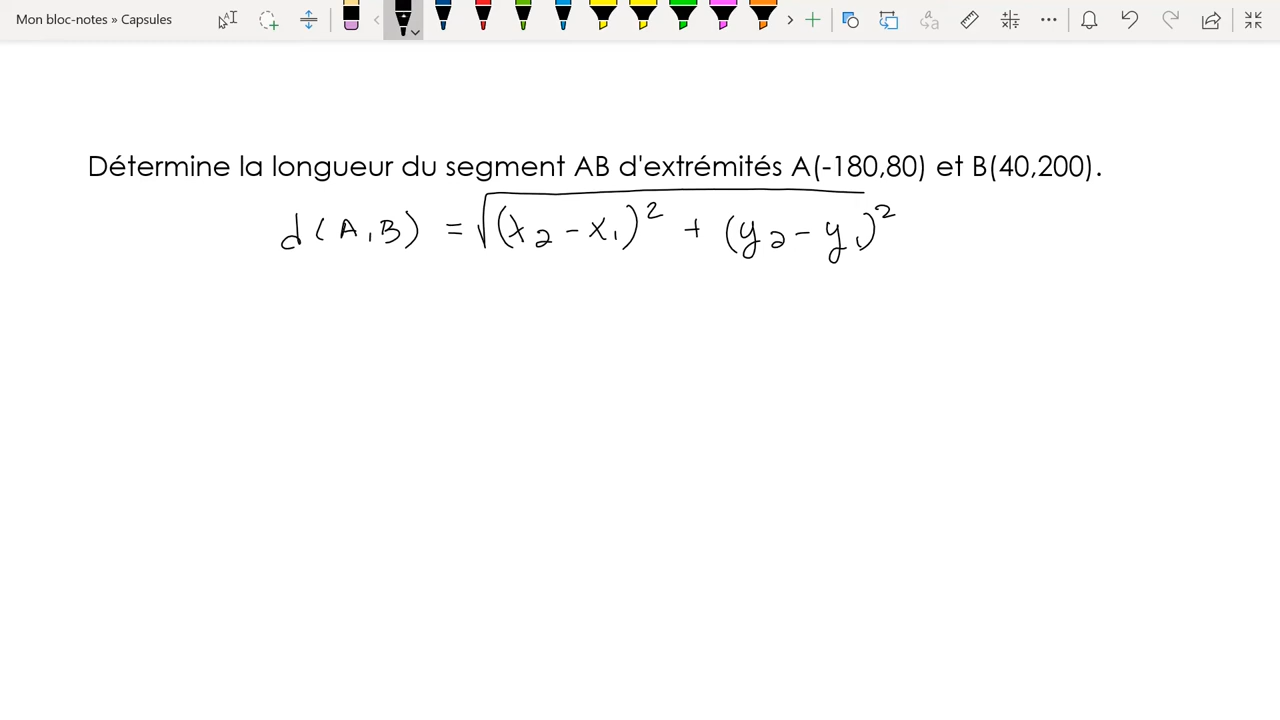 Mon bloc-notes » Capsules
Détermine la longueur du segment AB d'extrémités A(-180,80) et B(40,200).
d(A,B) = √((x₂ - x₁)² + (y₂ - y₁)²)